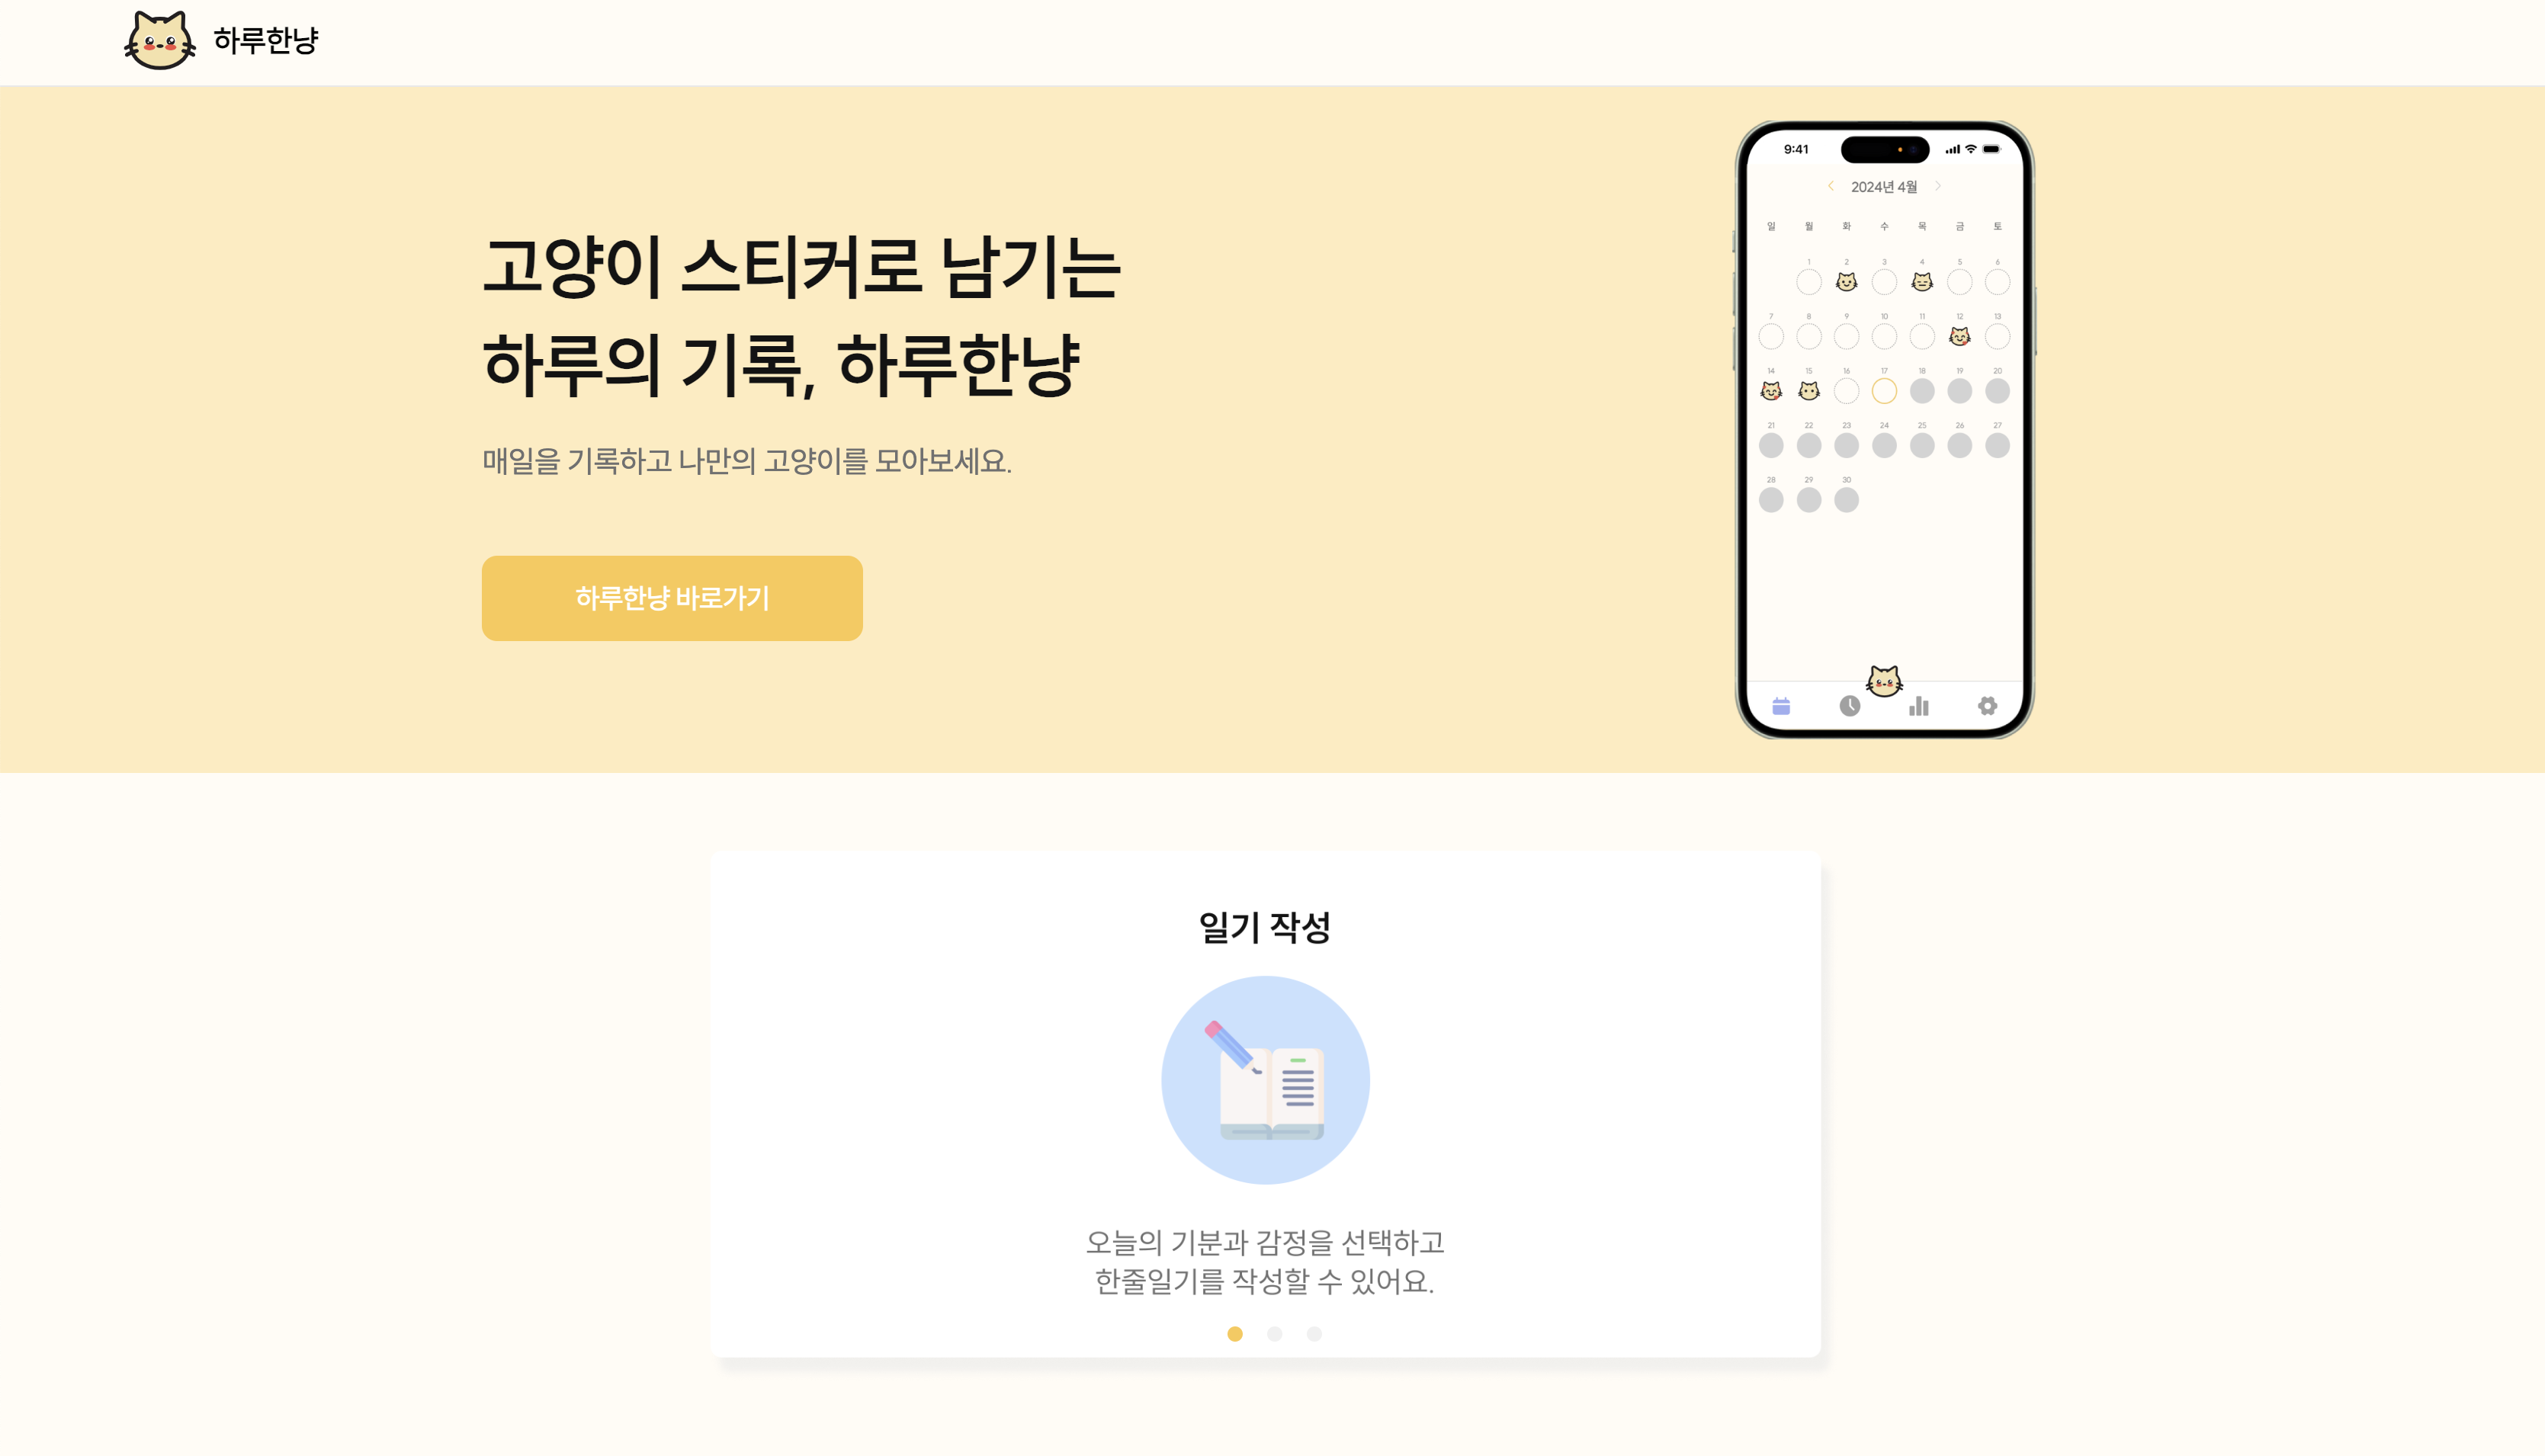 하루한냥
고양이 스티커로 남기는
하루의 기록, 하루한냥
매일을 기록하고 나만의 고양이를 모아보세요.
하루한냥 바로가기
9:41
2024년 4월
일 월 화 수 목 금 토
1 2 3 4 5 6
7 8 9 10 11 12 13
14 15 16 17 18 19 20
21 22 23 24 25 26 27
28 29 30
일기 작성
오늘의 기분과 감정을 선택하고
한줄일기를 작성할 수 있어요.